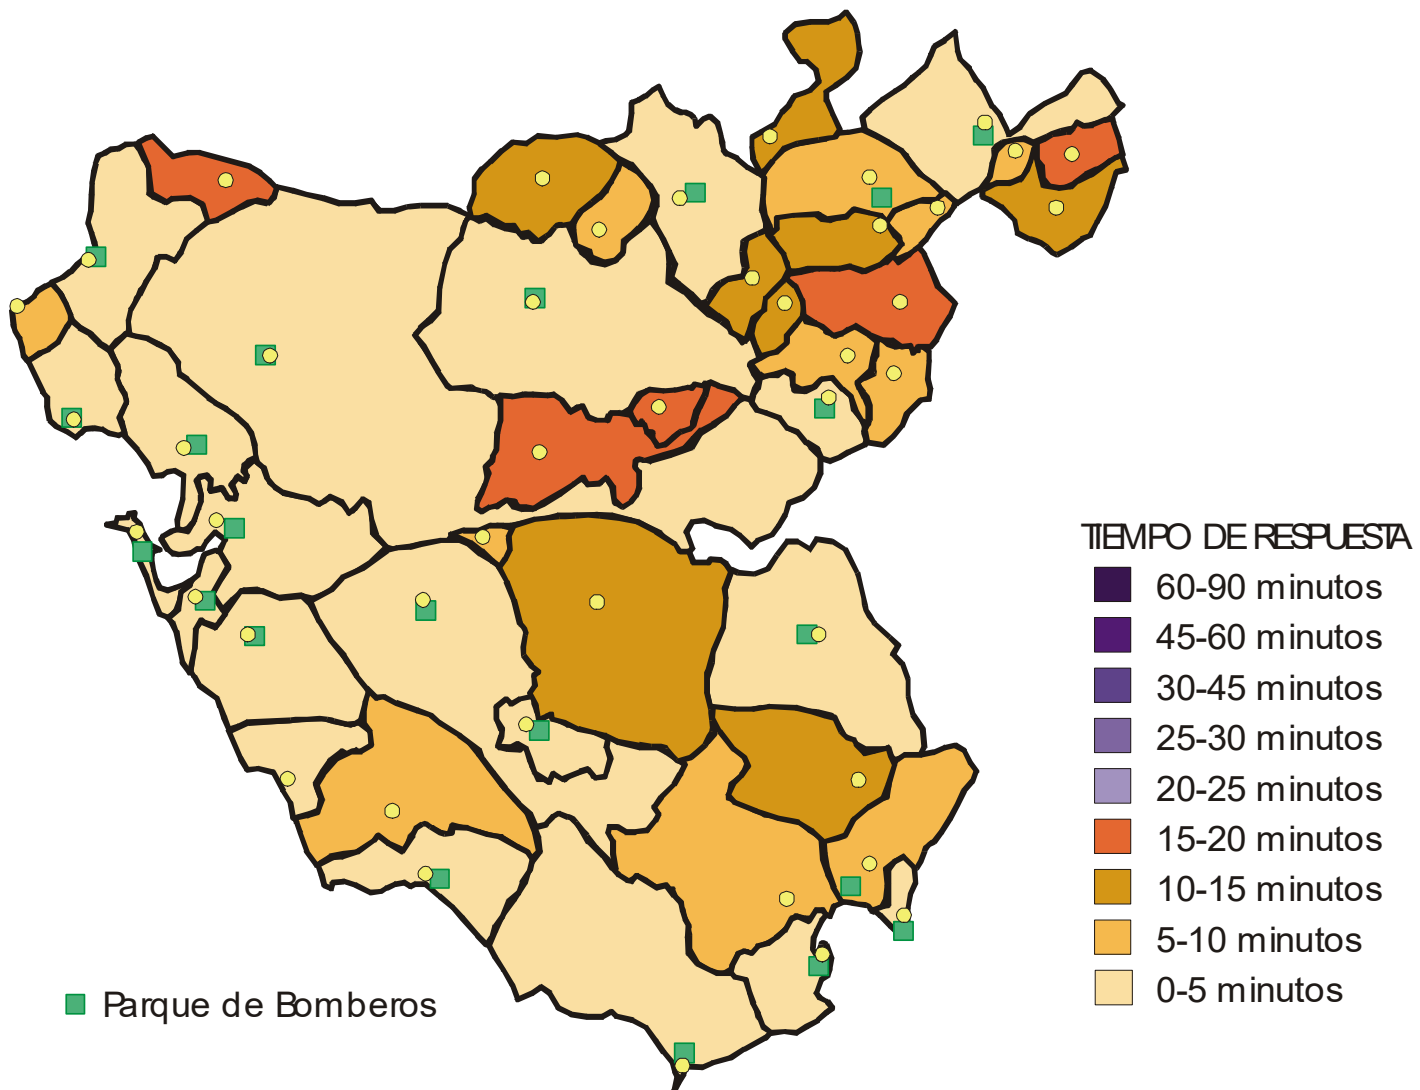 TIEMPO DE RESPUESTA
60-90 minutos
45-60 minutos
30-45 minutos
25-30 minutos
20-25 minutos
15-20 minutos
10-15 minutos
5-10 minutos
0-5 minutos
Parque de Bomberos